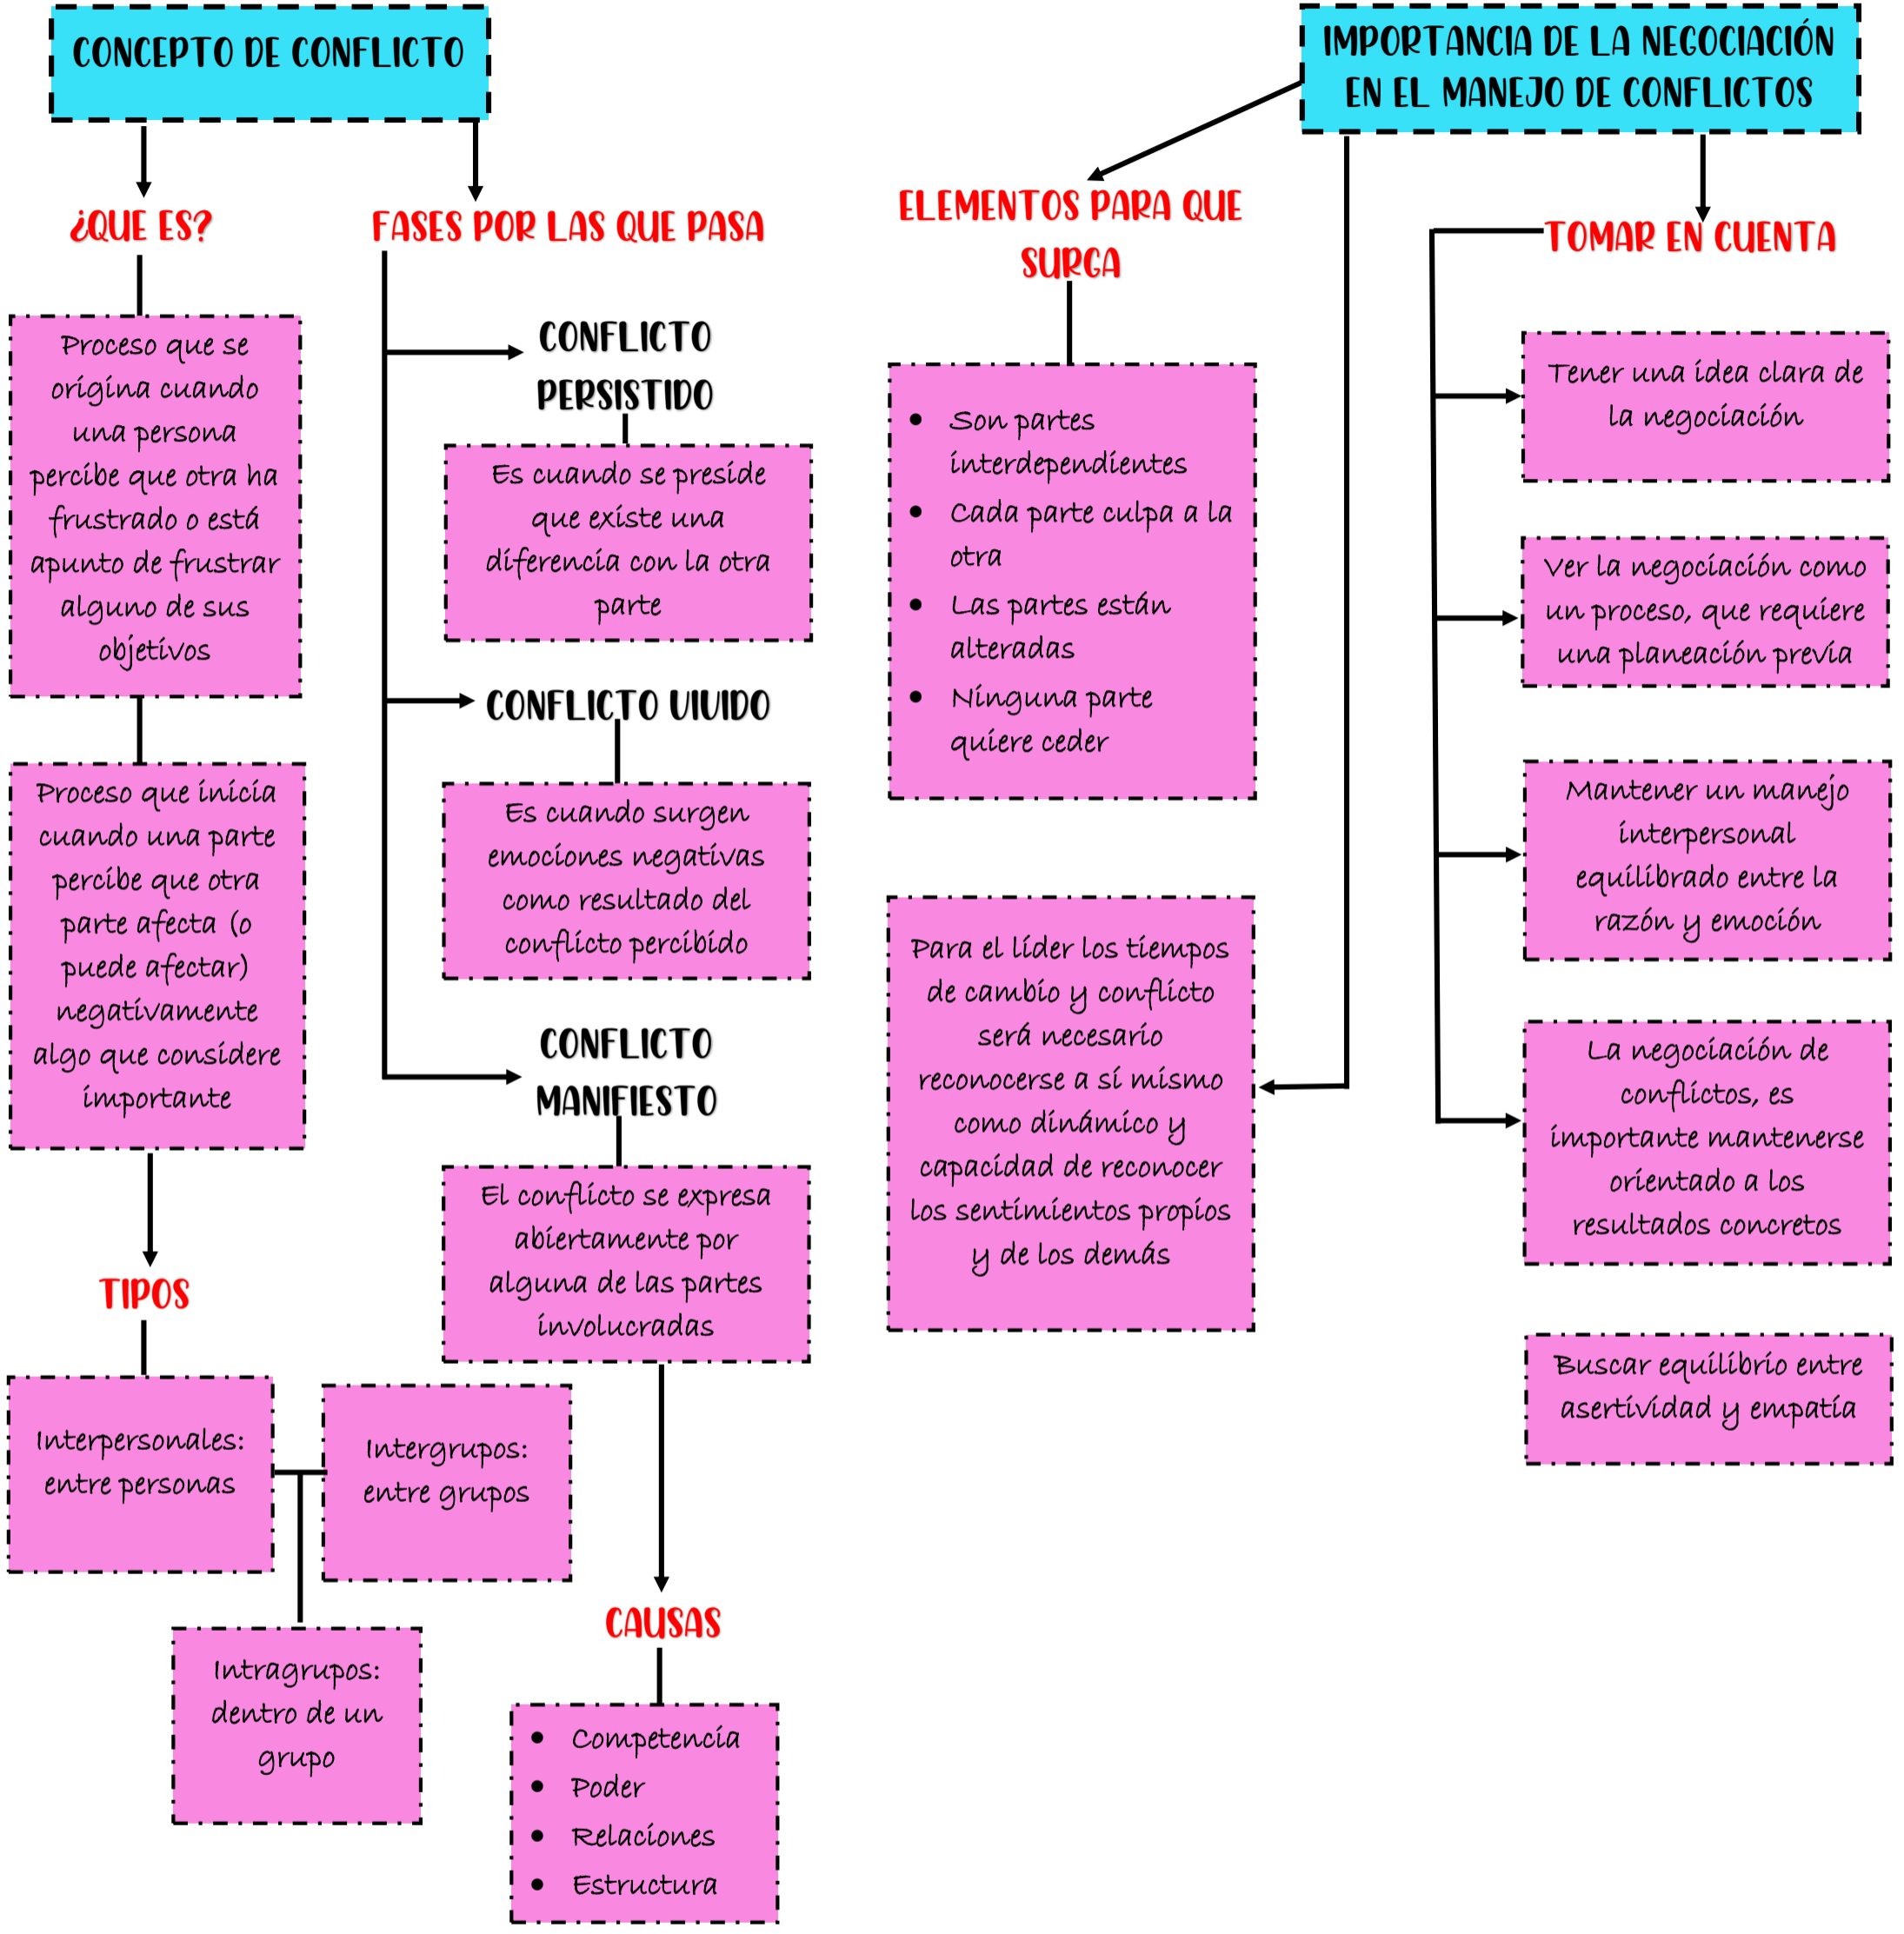 CONCEPTO DE CONFLICTO
¿QUE ES?
Proceso que se
origina cuando
una persona
percibe que otra ha
frustrado o está
apunto de frustrar
alguno de sus
objetivos
Proceso que inicia
cuando una parte
percibe que otra
parte afecta (o
puede afectar)
negativamente
algo que considere
importante
TIPOS
Interpersonales:
entre personas
Intergrupos:
entre grupos
Intragrupos:
dentro de un
grupo
FASES POR LAS QUE PASA
CONFLICTO
PERSISTIDO
Es cuando se preside
que existe una
diferencia con la otra
parte
CONFLICTO VIVIDO
Es cuando surgen
emociones negativas
como resultado del
conflicto percibido
CONFLICTO
MANIFIESTO
El conflicto se expresa
abiertamente por
alguna de las partes
involucradas
CAUSAS
• Competencia
• Poder
• Relaciones
• Estructura
IMPORTANCIA DE LA NEGOCIACIÓN
EN EL MANEJO DE CONFLICTOS
ELEMENTOS PARA QUE
SURGA
• Son partes
interdependientes
• Cada parte culpa a la
otra
• Las partes están
alteradas
• Ninguna parte
quiere ceder
Para el líder los tiempos
de cambio y conflicto
será necesario
reconocerse a sí mismo
como dinámico y
capacidad de reconocer
los sentimientos propios
y de los demás
TOMAR EN CUENTA
Tener una idea clara de
la negociación
Ver la negociación como
un proceso, que requiere
una planeación previa
Mantener un manejo
interpersonal
equilibrado entre la
razón y emoción
La negociación de
conflictos, es
importante mantenerse
orientado a los
resultados concretos
Buscar equilibrio entre
asertividad y empatía